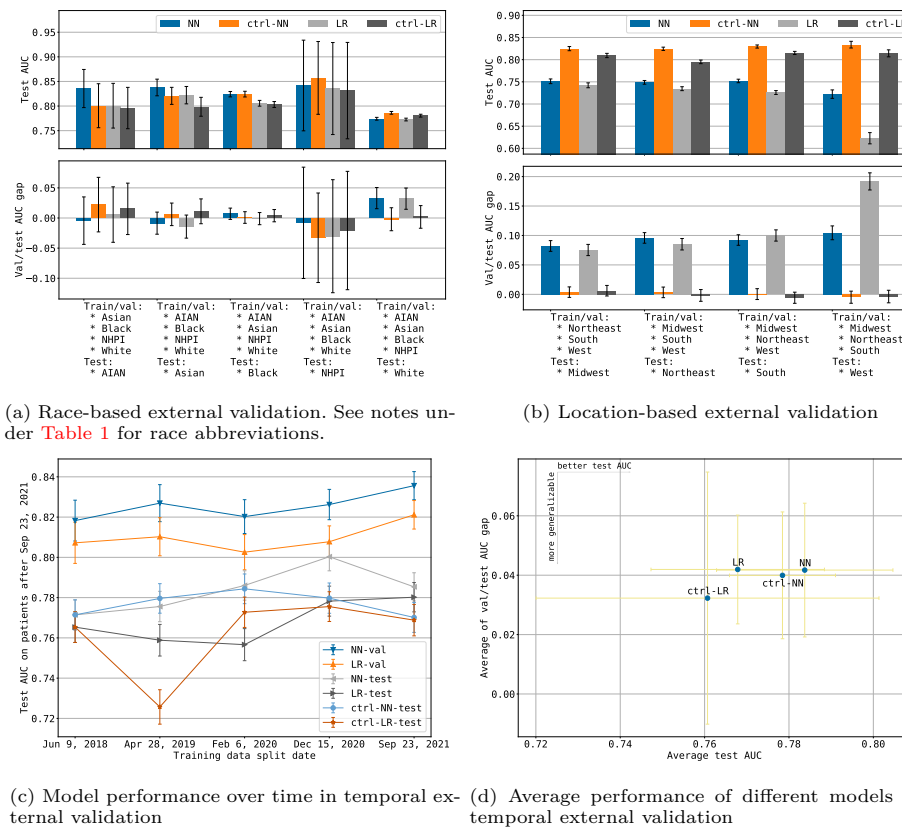 NN ctrl-NN LR ctrl-LR
Test AUC
0.95
0.90
0.85
0.80
0.75
Val/test AUC gap
0.05
0.00
−0.05
−0.10
Train/val:
* Asian
* Black
* NHPI
* White
Test:
* AIAN
Train/val:
* AIAN
* Black
* NHPI
* White
Test:
* Asian
Train/val:
* AIAN
* Asian
* NHPI
* White
Test:
* Black
Train/val:
* AIAN
* Asian
* Black
* White
Test:
* NHPI
Train/val:
* AIAN
* Asian
* Black
* NHPI
Test:
* White
(a) Race-based external validation. See notes un-
der Table 1 for race abbreviations.
NN ctrl-NN LR ctrl-LR
Test AUC
0.90
0.85
0.80
0.75
0.70
0.65
0.60
Val/test AUC gap
0.20
0.15
0.10
0.05
0.00
Train/val:
* Northeast
* South
* West
Test:
* Midwest
Train/val:
* Midwest
* South
* West
Test:
* Northeast
Train/val:
* Midwest
* Northeast
* West
Test:
* South
Train/val:
* Midwest
* Northeast
* South
Test:
* West
(b) Location-based external validation
Test AUC on patients after Sep 23, 2021
0.84
0.82
0.80
0.78
0.76
0.74
0.72
NN-val
LR-val
NN-test
LR-test
ctrl-NN-test
ctrl-LR-test
Jun 9, 2018 Apr 28, 2019 Feb 6, 2020 Dec 15, 2020 Sep 23, 2021
Training data split date
(c) Model performance over time in temporal ex-
ternal validation
Average of val/test AUC gap
0.06
0.04
0.02
0.00
better test AUC
more generalizable
LR
NN
ctrl-NN
ctrl-LR
0.72 0.74 0.76 0.78 0.80
Average test AUC
(d) Average performance of different models
temporal external validation